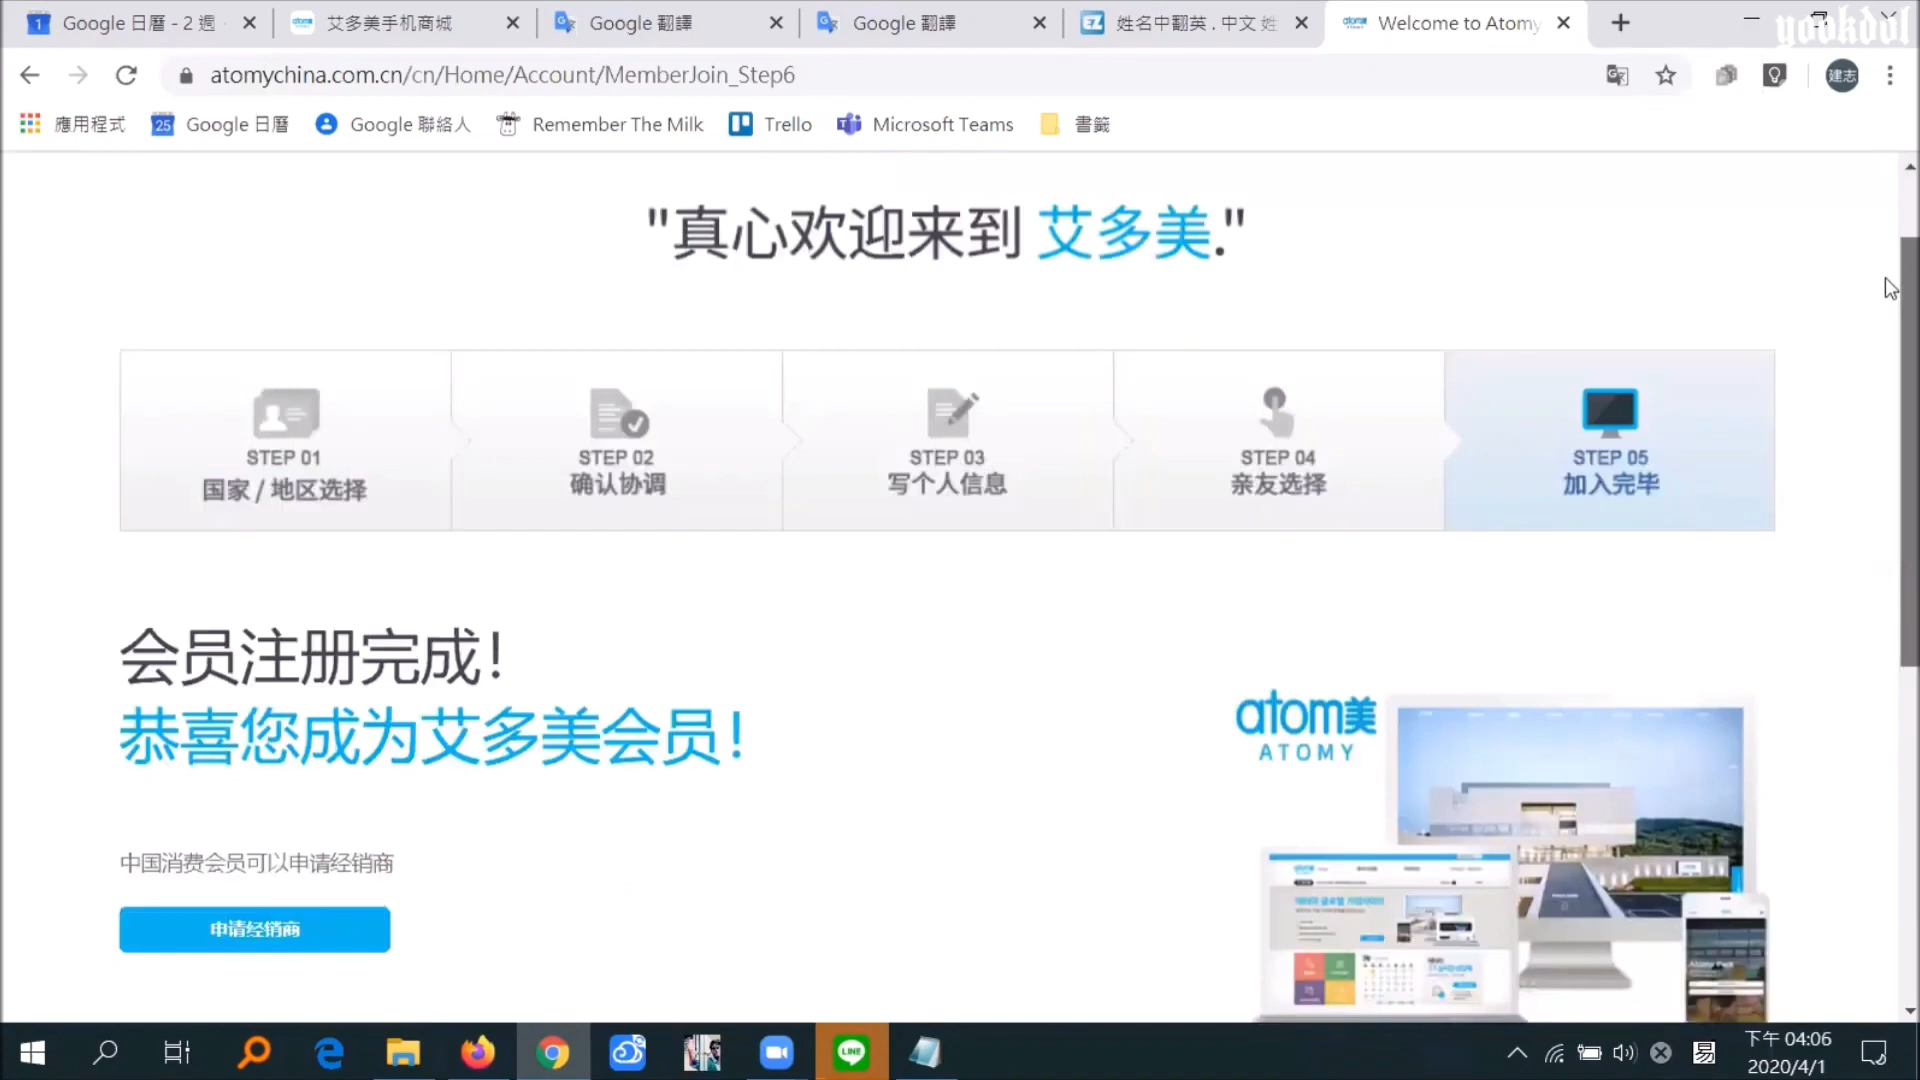 Google 日曆 - 2 週
艾多美手机商城
Google 翻譯
Google 翻譯
姓名中翻英 . 中文 姓
Welcome to Atomy
yookdol
atomychina.com.cn/cn/Home/Account/MemberJoin_Step6
建志
應用程式
25 Google 日曆
Google 聯絡人
Remember The Milk
Trello
Microsoft Teams
書籤
"真心欢迎来到 艾多美."
STEP 01
国家 / 地区选择
STEP 02
确认协调
STEP 03
写个人信息
STEP 04
亲友选择
STEP 05
加入完毕
会员注册完成!
恭喜您成为艾多美会员!
atom美
ATOMY
中国消费会员可以申请经销商
申请经销商
LINE
易
下午 04:06
2020/4/1